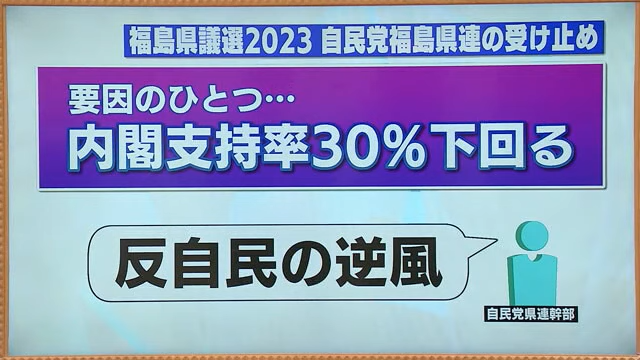 福島県議選2023 自民党福島県連の受け止め
要因のひとつ…
内閣支持率30%下回る
反自民の逆風
自民党県連幹部